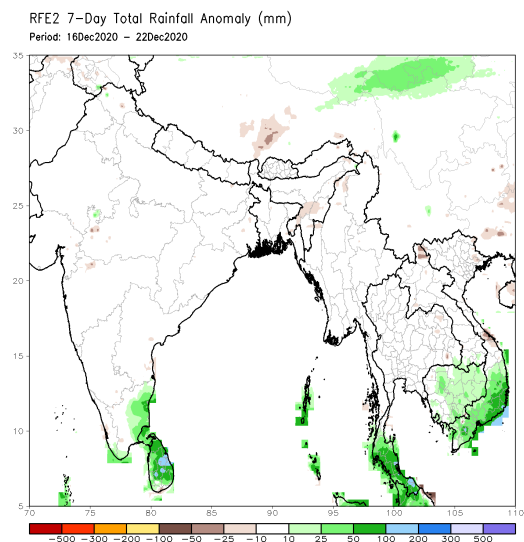 RFE2 7-Day Total Rainfall Anomaly (mm)
Period: 16Dec2020 - 22Dec2020
35
30
25
20
15
10
5
70 75 80 85 90 95 100 105 110
-500 -300 -200 -100 -50 -25 -10 10 25 50 100 200 300 500